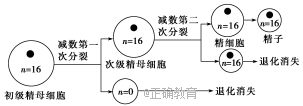 减数第一
次分裂
减数第二
次分裂
n=16
n=16
n=16
n=16
精细胞
精子
n=16
退化消失
次级精母细胞
n=0
退化消失
初级精母细胞
@正确教育